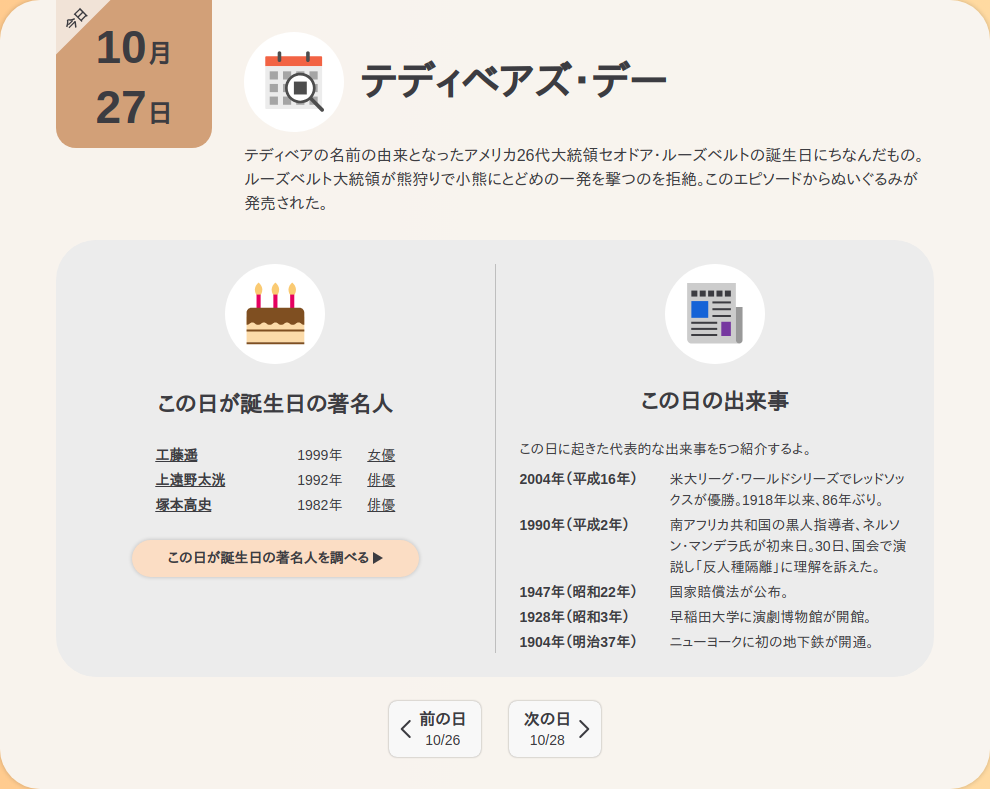 今日
10月
27日
テディベアズ・デー
テディベアの名前の由来となったアメリカ26代大統領セオドア・ルーズベルトの誕生日にちなんだもの。
ルーズベルト大統領が熊狩りで小熊にとどめの一発を撃つのを拒絶。このエピソードからぬいぐるみが
発売された。
この日が誕生日の著名人
工藤遥 1999年 女優
上遠野太洸 1992年 俳優
塚本高史 1982年 俳優
この日が誕生日の著名人を調べる▶
この日の出来事
この日に起きた代表的な出来事を5つ紹介するよ。
2004年（平成16年） 米大リーグ・ワールドシリーズでレッドソッ
クスが優勝。1918年以来、86年ぶり。
1990年（平成2年） 南アフリカ共和国の黒人指導者、ネルソ
ン・マンデラ氏が初来日。30日、国会で演
説し「反人種隔離」に理解を訴えた。
1947年（昭和22年） 国家賠償法が公布。
1928年（昭和3年） 早稲田大学に演劇博物館が開館。
1904年（明治37年） ニューヨークに初の地下鉄が開通。
前の日
10/26
次の日
10/28